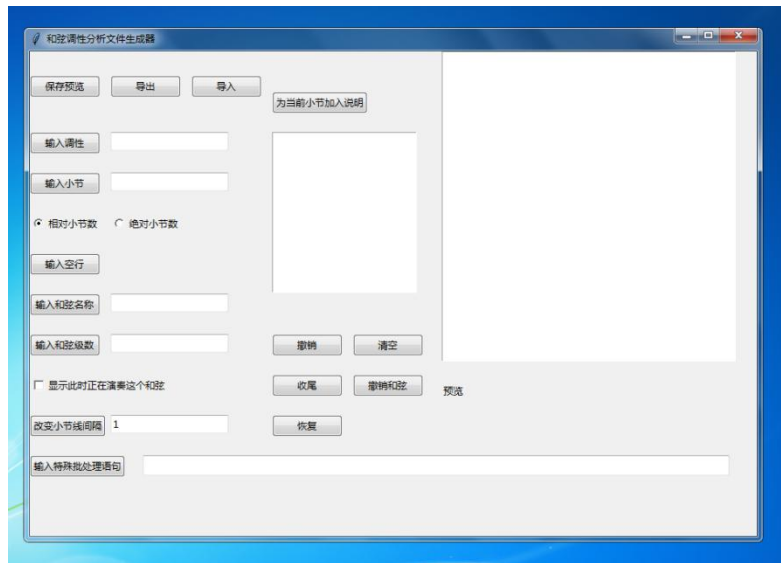 和弦调性分析文件生成器
保存预览 导出 导入
为当前小节加入说明
输入调性
输入小节
相对小节数 绝对小节数
输入空行
输入和弦名称
输入和弦级数
撤销 清空
显示此时正在演奏这个和弦
收尾 撤销和弦
预览
改变小节线间隔 1
恢复
输入特殊批处理语句